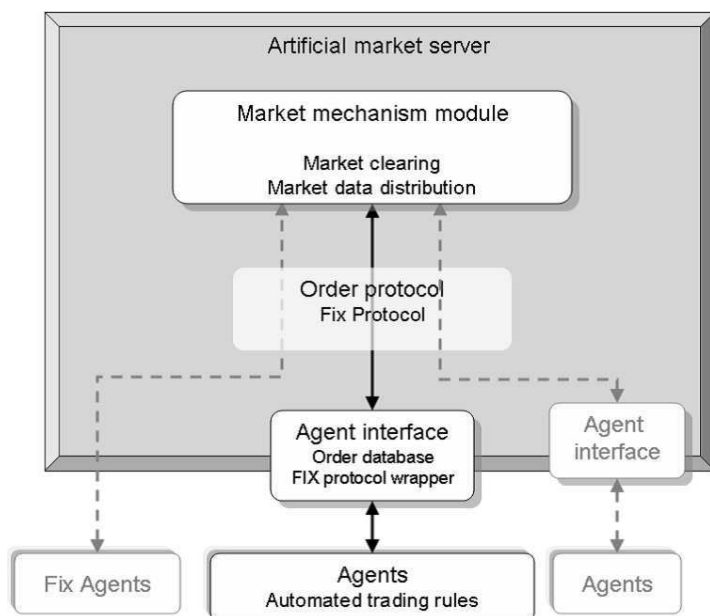 Artificial market server
Market mechanism module
Market clearing
Market data distribution
Order protocol
Fix Protocol
Agent interface
Order database
FIX protocol wrapper
Agent
interface
Fix Agents
Agents
Automated trading rules
Agents